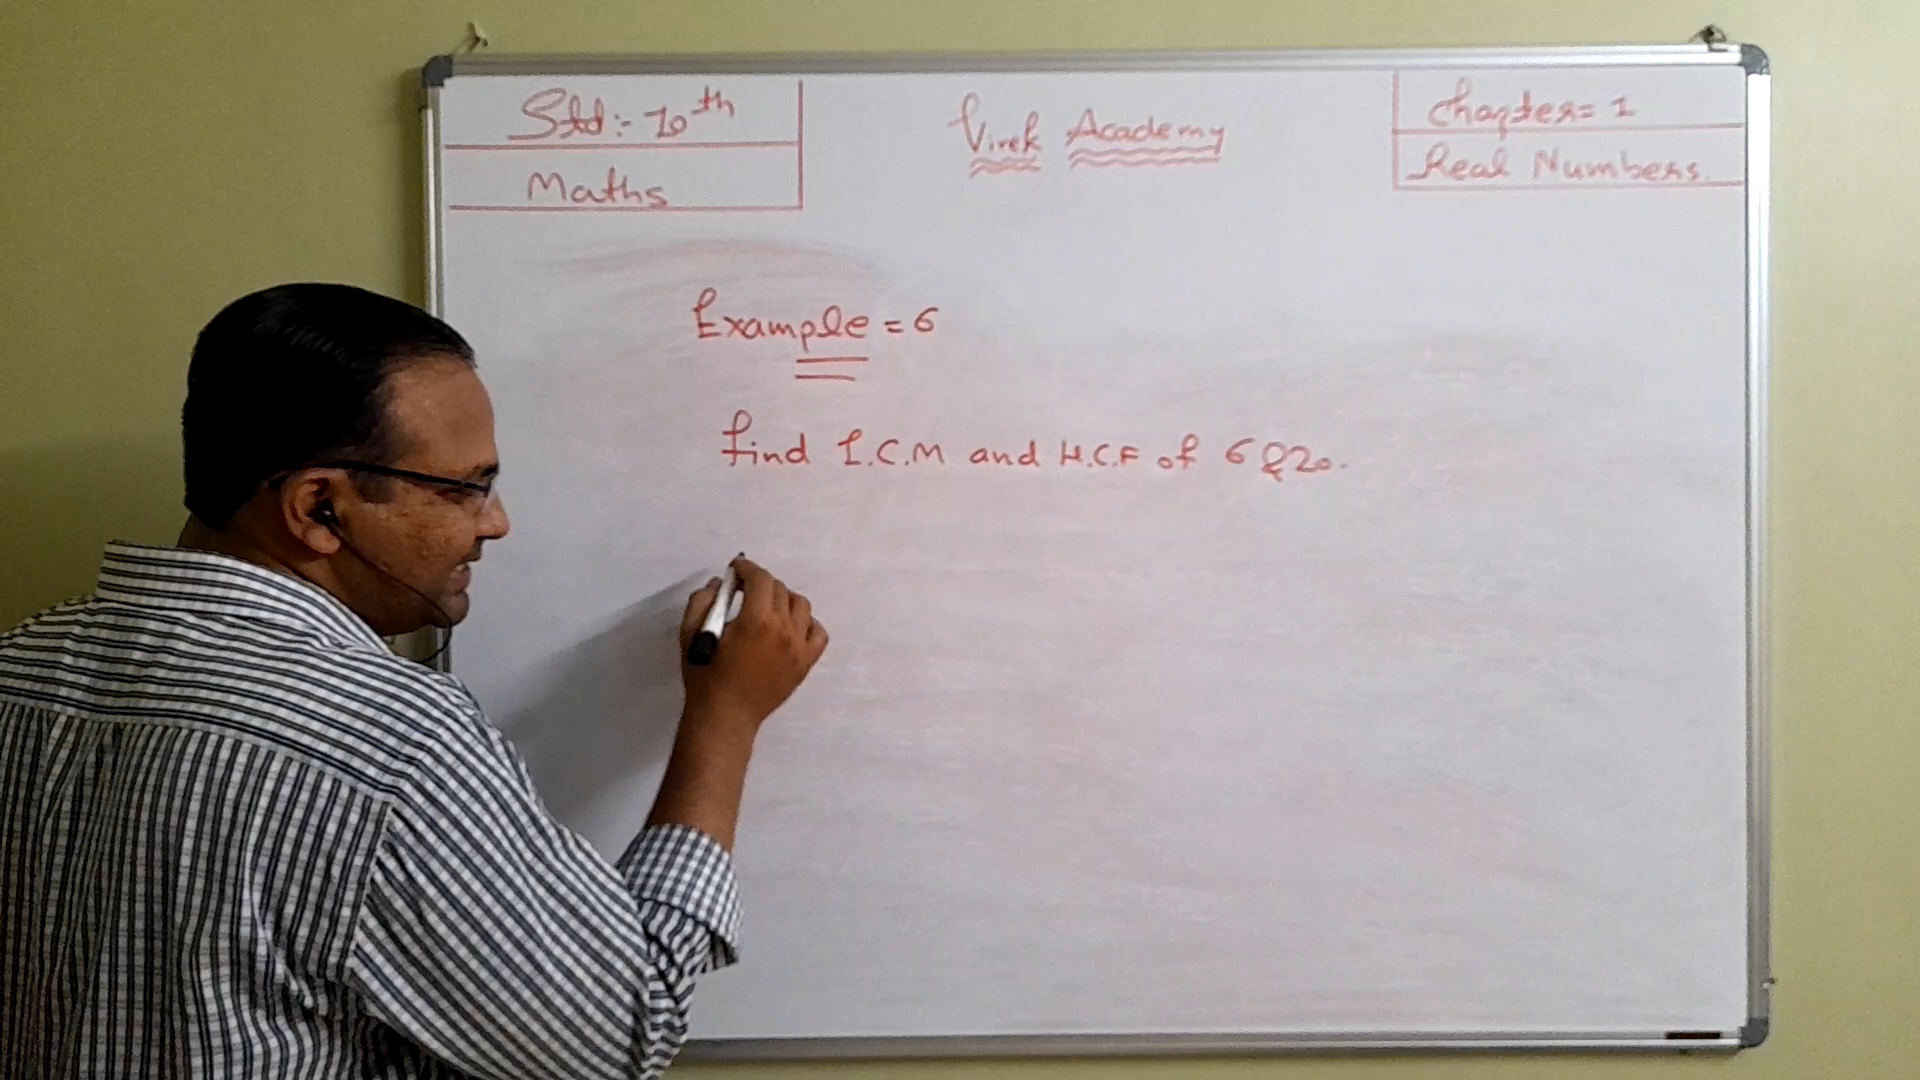 Std:- 10th
Maths
Vivek Academy
Chapter= 1
Real Numbers.
Example = 6
find L.C.M and H.C.F of 6 & 20.